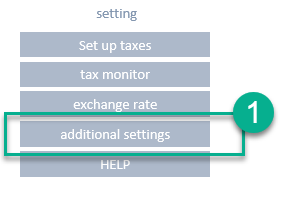 setting
Set up taxes
tax monitor
exchange rate
1
additional settings
HELP